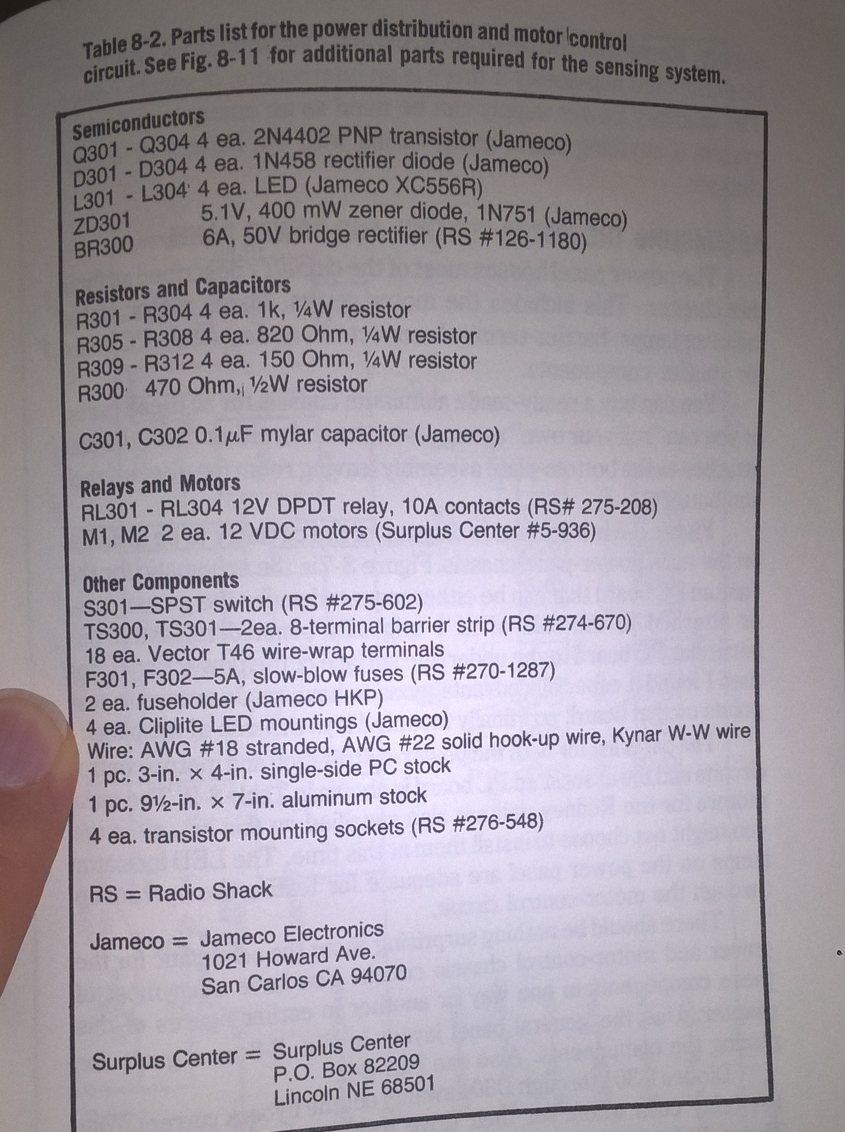 Table 8-2. Parts list for the power distribution and motor control
circuit. See Fig. 8-11 for additional parts required for the sensing system.
Semiconductors
Q301 - Q304 4 ea. 2N4402 PNP transistor (Jameco)
D301 - D304 4 ea. 1N458 rectifier diode (Jameco)
L301 - L304 4 ea. LED (Jameco XC556R)
ZD301 5.1V, 400 mW zener diode, 1N751 (Jameco)
BR300 6A, 50V bridge rectifier (RS #126-1180)
Resistors and Capacitors
R301 - R304 4 ea. 1k, ¼W resistor
R305 - R308 4 ea. 820 Ohm, ¼W resistor
R309 - R312 4 ea. 150 Ohm, ¼W resistor
R300 470 Ohm, ½W resistor
C301, C302 0.1µF mylar capacitor (Jameco)
Relays and Motors
RL301 - RL304 12V DPDT relay, 10A contacts (RS# 275-208)
M1, M2 2 ea. 12 VDC motors (Surplus Center #5-936)
Other Components
S301—SPST switch (RS #275-602)
TS300, TS301—2ea. 8-terminal barrier strip (RS #274-670)
18 ea. Vector T46 wire-wrap terminals
F301, F302—5A, slow-blow fuses (RS #270-1287)
2 ea. fuseholder (Jameco HKP)
4 ea. Cliplite LED mountings (Jameco)
Wire: AWG #18 stranded, AWG #22 solid hook-up wire, Kynar W-W wire
1 pc. 3-in. × 4-in. single-side PC stock
1 pc. 9½-in. × 7-in. aluminum stock
4 ea. transistor mounting sockets (RS #276-548)
RS = Radio Shack
Jameco = Jameco Electronics
1021 Howard Ave.
San Carlos CA 94070
Surplus Center = Surplus Center
P.O. Box 82209
Lincoln NE 68501